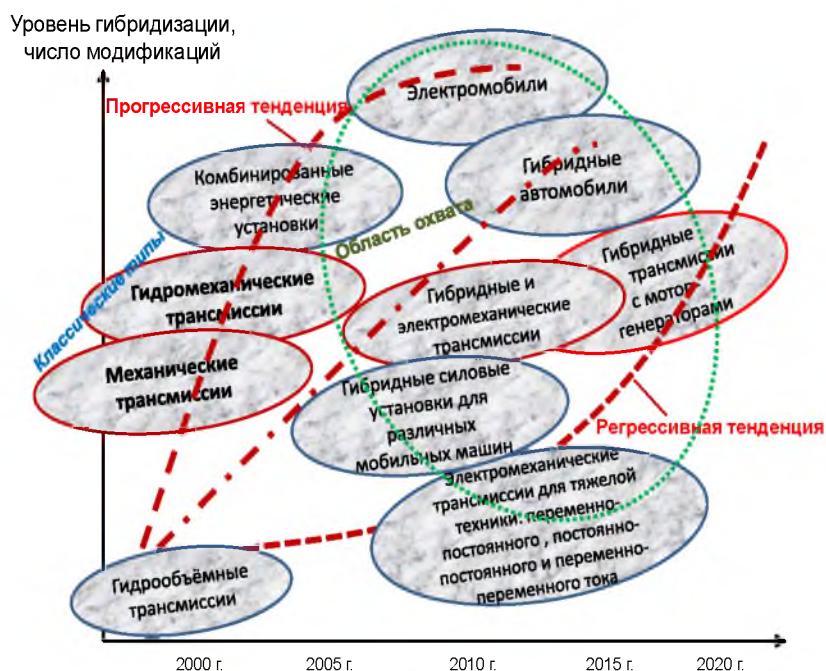 Уровень гибридизации,
число модификаций
Прогрессивная тенденция
Электромобили
Комбинированные
энергетические
установки
Гибридные
автомобили
Область охвата
Классические типы
Гидромеханические
трансмиссии
Гибридные и
электромеханические
трансмиссии
Гибридные
трансмиссии
с мотор
генераторами
Механические
трансмиссии
Гибридные силовые
установки для
различных
мобильных машин
Регрессивная тенденция
Электромеханические
трансмиссии для тяжелой
техники: переменно-
постоянного , постоянно-
постоянного и переменно-
переменного тока
Гидрообъёмные
трансмиссии
2000 г.
2005 г.
2010 г.
2015 г.
2020 г.